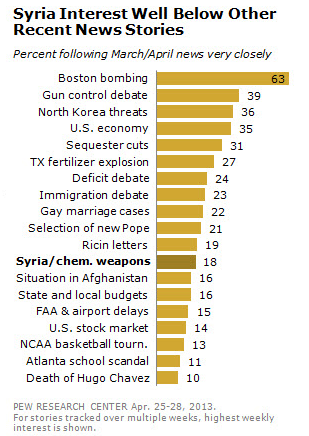 Syria Interest Well Below Other
Recent News Stories
Percent following March/April news very closely
Boston bombing 63
Gun control debate 39
North Korea threats 36
U.S. economy 35
Sequester cuts 31
TX fertilizer explosion 27
Deficit debate 24
Immigration debate 23
Gay marriage cases 22
Selection of new Pope 21
Ricin letters 19
Syria/chem. weapons 18
Situation in Afghanistan 16
State and local budgets 16
FAA & airport delays 15
U.S. stock market 14
NCAA basketball tourn. 13
Atlanta school scandal 11
Death of Hugo Chavez 10
PEW RESEARCH CENTER Apr. 25-28, 2013.
For stories tracked over multiple weeks, highest weekly
interest is shown.